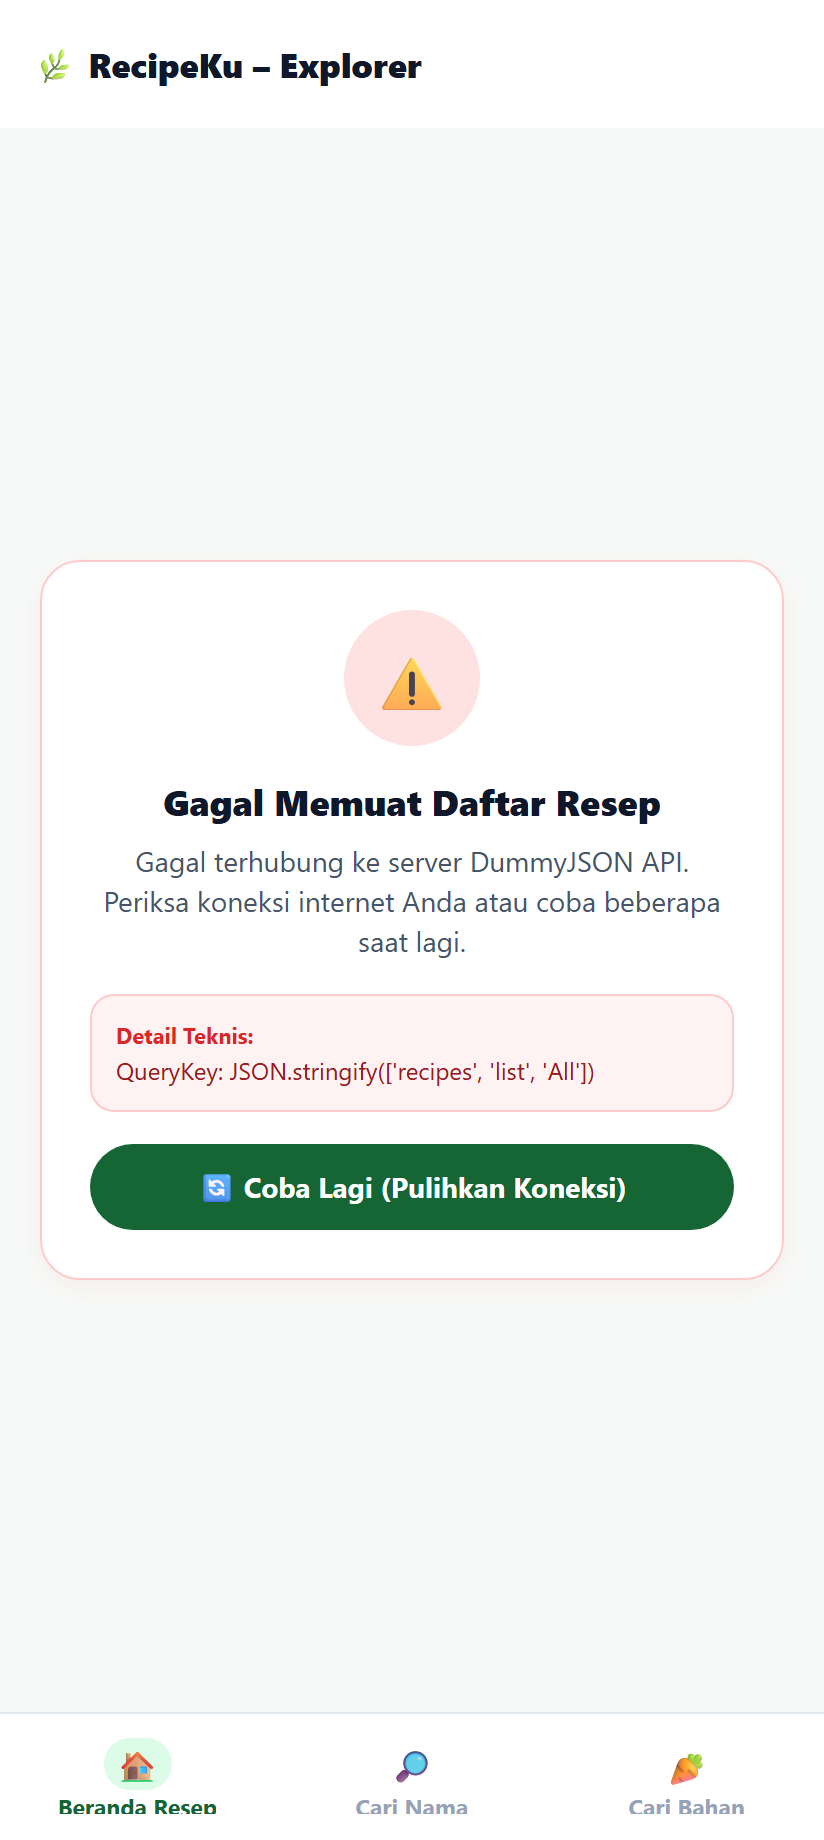 RecipeKu – Explorer
Gagal Memuat Daftar Resep
Gagal terhubung ke server DummyJSON API.
Periksa koneksi internet Anda atau coba beberapa
saat lagi.
Detail Teknis:
QueryKey: JSON.stringify(['recipes', 'list', 'All'])
Coba Lagi (Pulihkan Koneksi)
Beranda Resep
Cari Nama
Cari Bahan